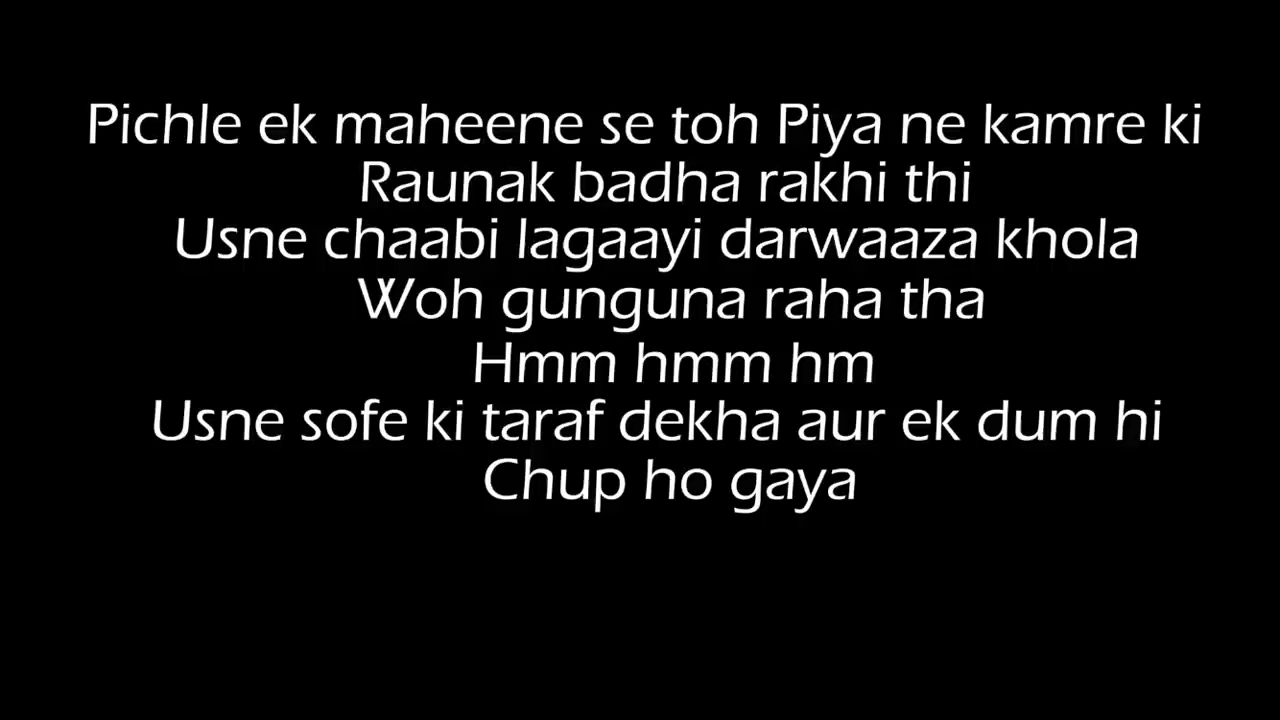 Pichle ek maheene se toh Piya ne kamre ki
Raunak badha rakhi thi
Usne chaabi lagaayi darwaaza khola
Woh gunguna raha tha
Hmm hmm hm
Usne sofe ki taraf dekha aur ek dum hi
Chup ho gaya